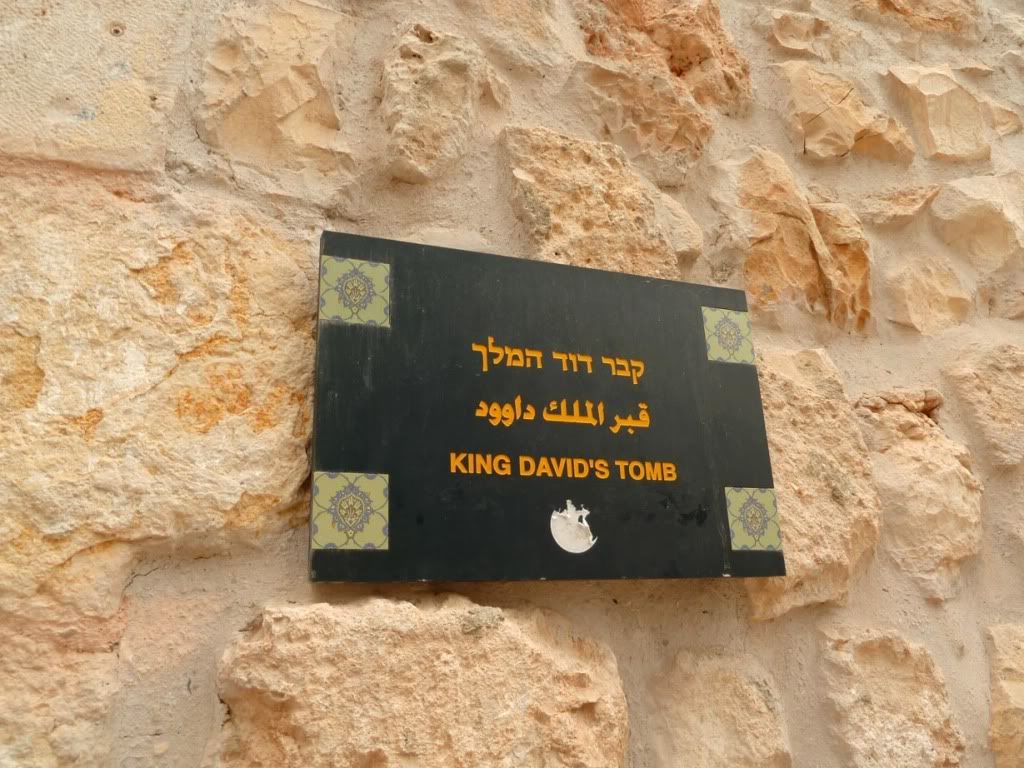 קבר דוד המלך
قبر الملك داوود
KING DAVID'S TOMB